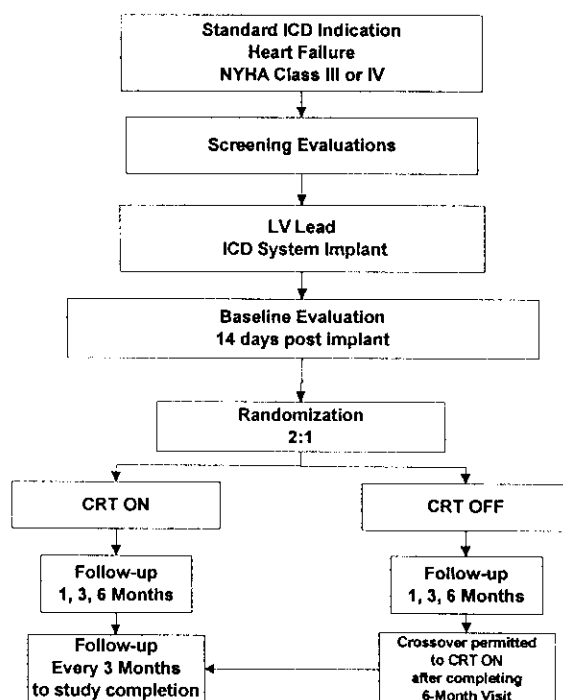 Standard ICD Indication
Heart Failure
NYHA Class III or IV
Screening Evaluations
LV Lead
ICD System Implant
Baseline Evaluation
14 days post implant
Randomization
2:1
CRT ON
CRT OFF
Follow-up
1, 3, 6 Months
Follow-up
1, 3, 6 Months
Follow-up
Every 3 Months
to study completion
Crossover permitted
to CRT ON
after completing
6-Month Visit